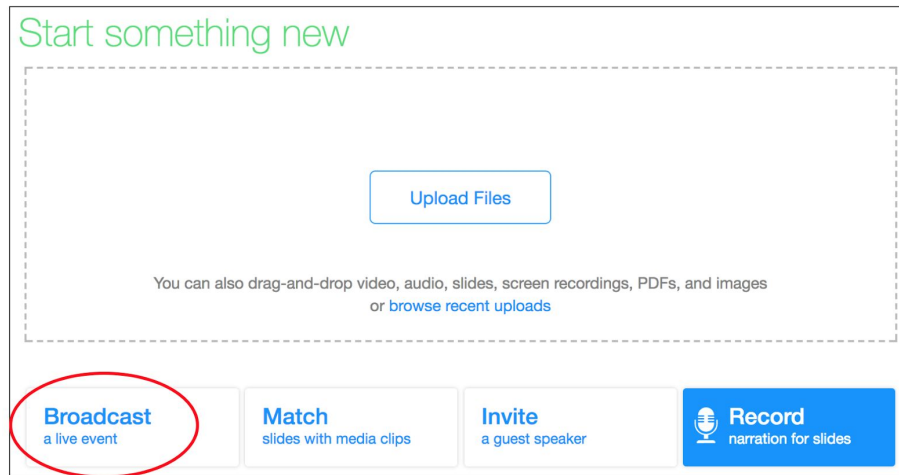 Start something new
Upload Files
You can also drag-and-drop video, audio, slides, screen recordings, PDFs, and images
or browse recent uploads
Broadcast
a live event
Match
slides with media clips
Invite
a guest speaker
Record
narration for slides